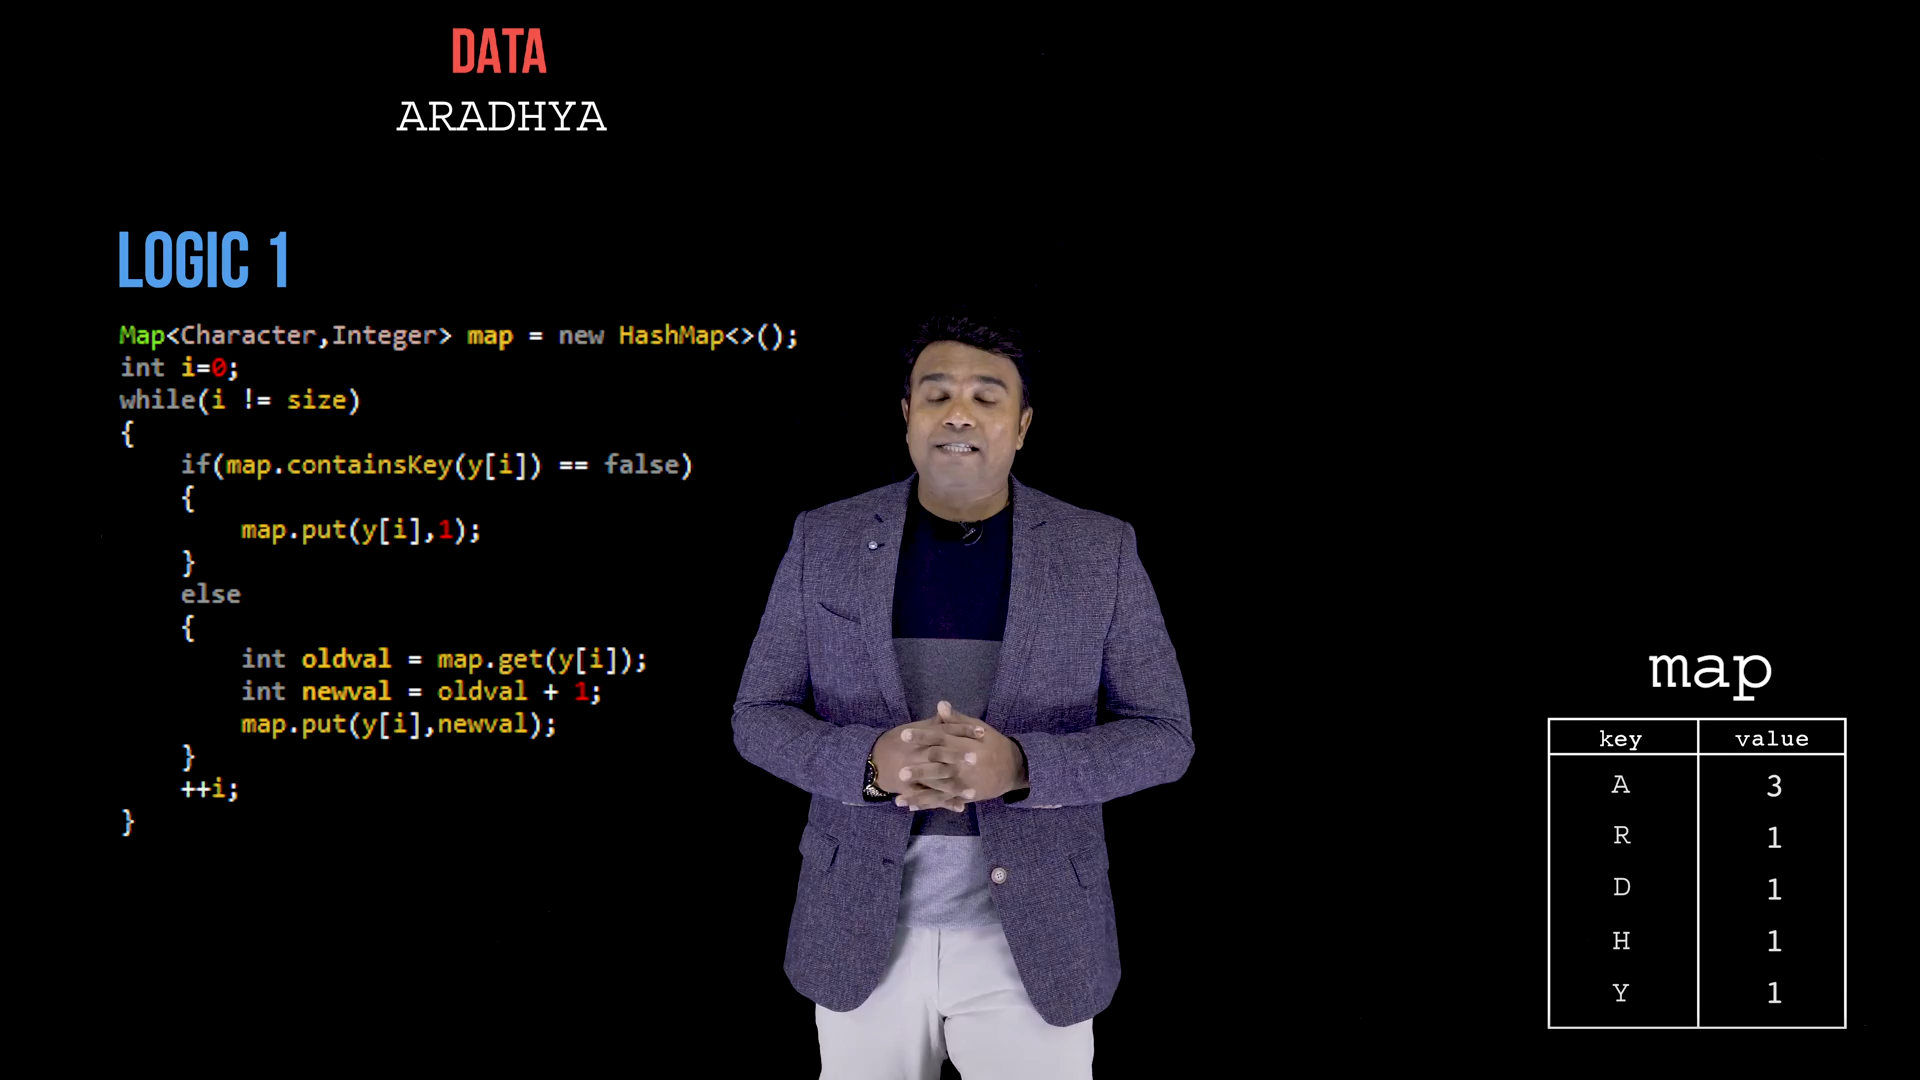 DATA
ARADHYA
LOGIC 1
Map<Character,Integer> map = new HashMap<>();
int i=0;
while(i != size)
{
if(map.containsKey(y[i]) == false)
{
map.put(y[i],1);
}
else
{
int oldval = map.get(y[i]);
int newval = oldval + 1;
map.put(y[i],newval);
}
++i;
}
map
key value
A 3
R 1
D 1
H 1
Y 1